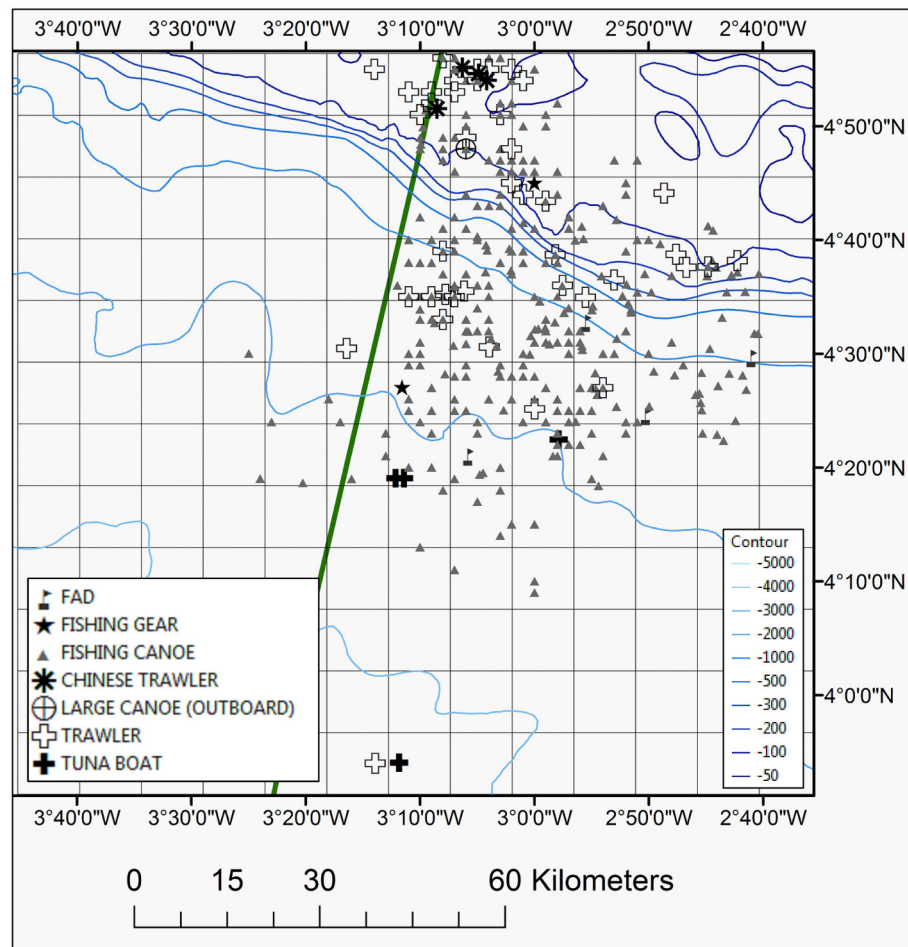 3°40'0"W 3°30'0"W 3°20'0"W 3°10'0"W 3°0'0"W 2°50'0"W 2°40'0"W
4°50'0"N
4°40'0"N
4°30'0"N
4°20'0"N
4°10'0"N
4°0'0"N
Contour
-5000
-4000
-3000
-2000
-1000
-500
-300
-200
-100
-50
FAD
FISHING GEAR
FISHING CANOE
CHINESE TRAWLER
LARGE CANOE (OUTBOARD)
TRAWLER
TUNA BOAT
3°40'0"W 3°30'0"W 3°20'0"W 3°10'0"W 3°0'0"W 2°50'0"W 2°40'0"W
0 15 30 60 Kilometers